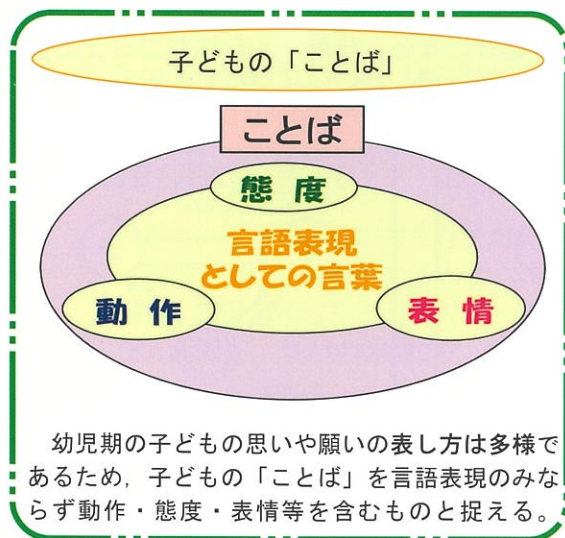 子どもの「ことば」
ことば
態度
言語表現
としての言葉
動作
表情
幼児期の子どもの思いや願いの表し方は多様で
あるため，子どもの「ことば」を言語表現のみな
らず動作・態度・表情等を含むものと捉える。